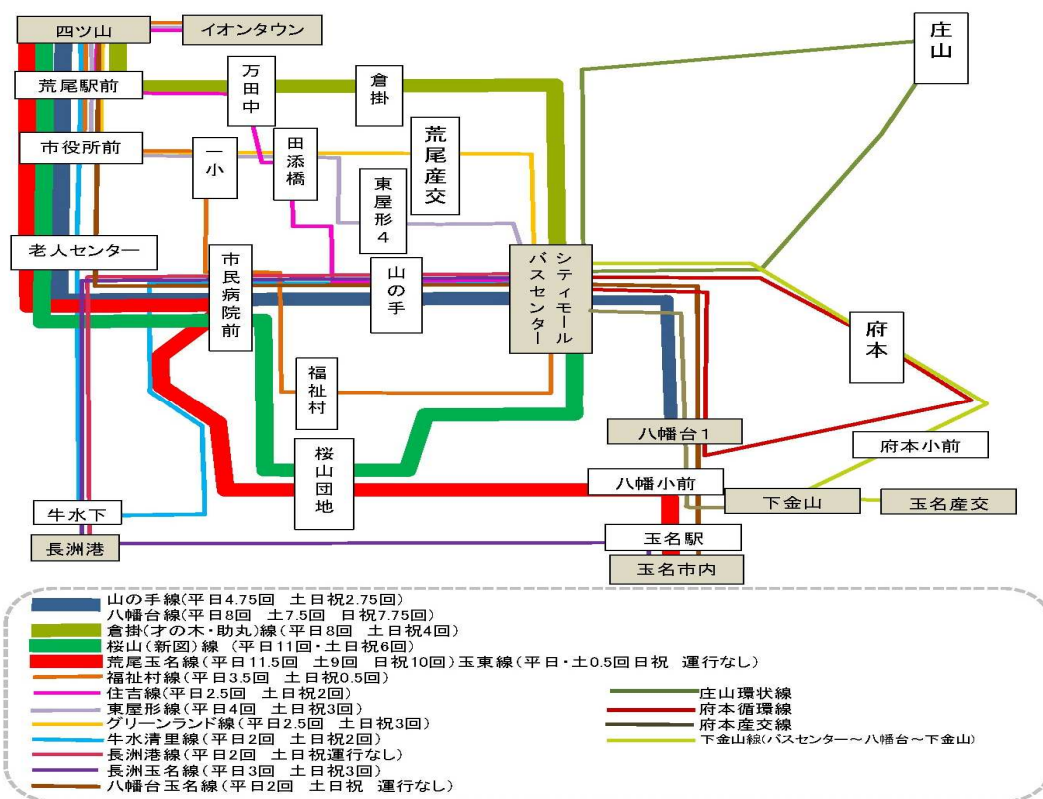 四ツ山
イオンタウン
庄山
荒尾駅前
万田中
倉掛
市役所前
一小
田添橋
荒尾産交
東屋形4
老人センター
市民病院前
山の手
シティモール
バスセンター
府本
福祉村
八幡台1
府本小前
桜山団地
八幡小前
下金山
玉名産交
牛水下
長洲港
玉名駅
玉名市内
山の手線(平日4.75回 土日祝2.75回)
八幡台線(平日8回 土7.5回 日祝7.75回)
倉掛(才の木・助丸)線(平日8回 土日祝4回)
桜山(新図)線 (平日11回・土日祝6回)
荒尾玉名線(平日11.5回 土9回 日祝10回)玉東線(平日・土0.5回日祝 運行なし)
福祉村線(平日3.5回 土日祝0.5回)
住吉線(平日2.5回 土日祝2回)
東屋形線(平日4回 土日祝3回)
グリーンランド線(平日2.5回 土日祝3回)
牛水清里線(平日2回 土日祝2回)
長洲港線(平日2回 土日祝運行なし)
長洲玉名線(平日3回 土日祝3回)
八幡台玉名線(平日2回 土日祝 運行なし)
庄山環状線
府本循環線
府本産交線
下金山線(バスセンター～八幡台～下金山)